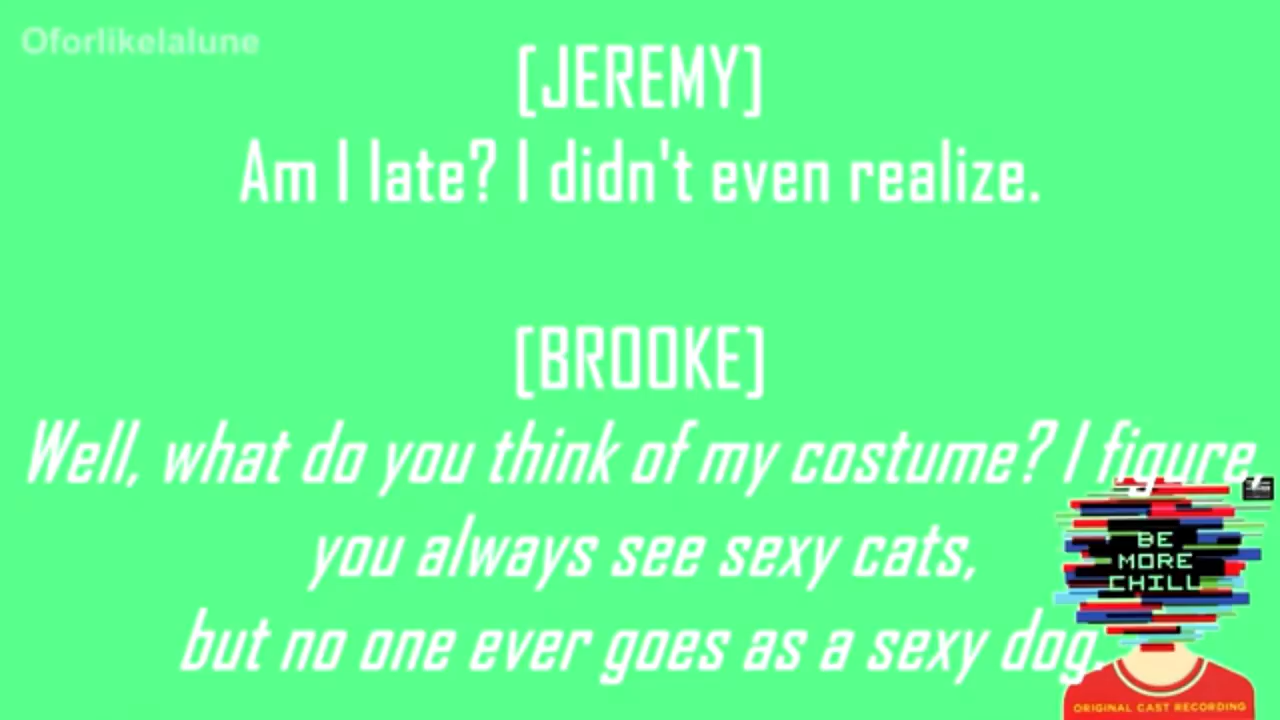 Oforlikelalune
[JEREMY]
Am I late? I didn't even realize.
[BROOKE]
Well, what do you think of my costume? I figure,
you always see sexy cats,
but no one ever goes as a sexy dog.
BE
MORE
CHILL
ORIGINAL CAST RECORDING